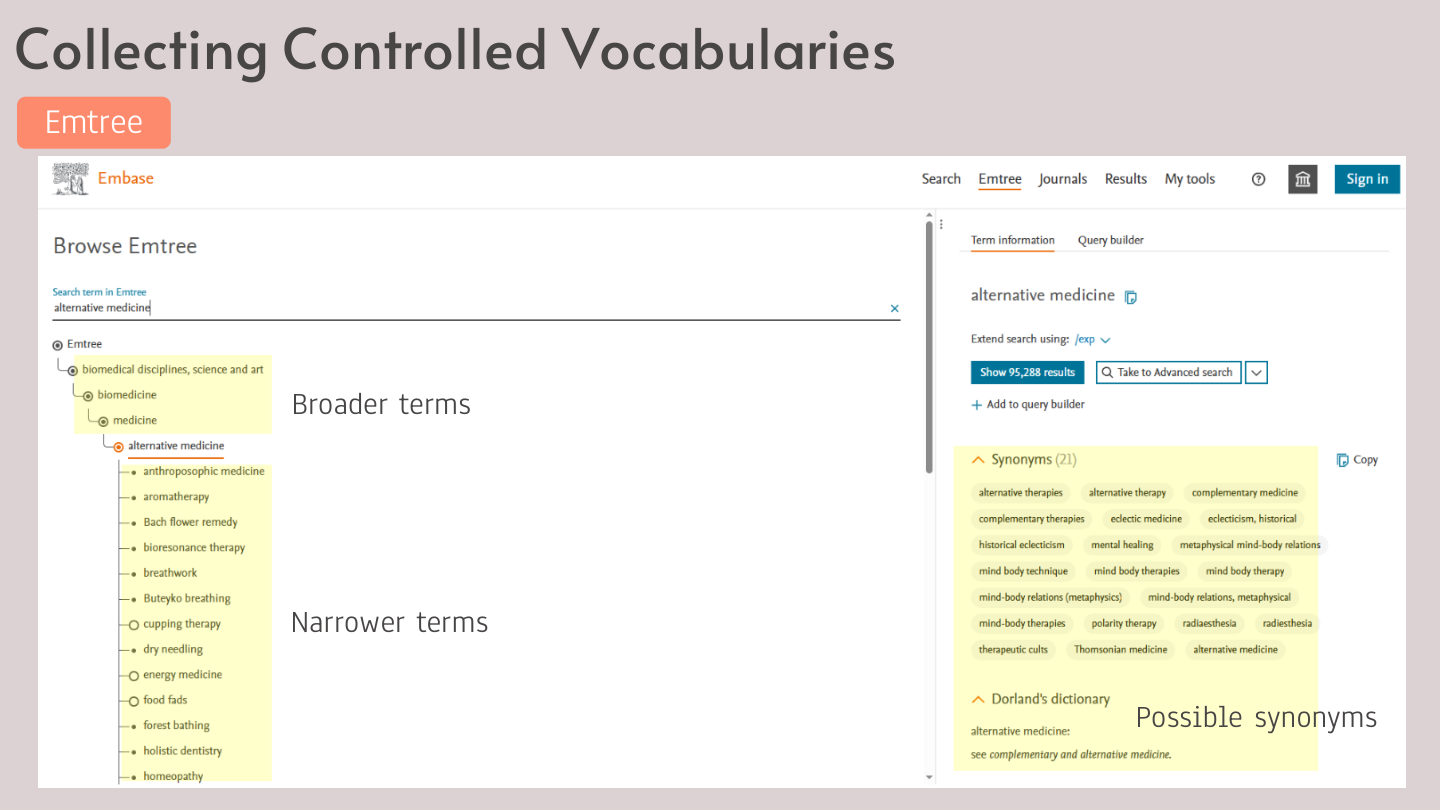 Collecting Controlled Vocabularies
Emtree
Embase
Search Emtree Journals Results My tools ? Sign in
Browse Emtree
Search term in Emtree
alternative medicine
Emtree
biomedical disciplines, science and art
biomedicine
medicine
alternative medicine
anthroposophic medicine
aromatherapy
Bach flower remedy
bioresonance therapy
breathwork
Buteyko breathing
cupping therapy
dry needling
energy medicine
food fads
forest bathing
holistic dentistry
homeopathy
Broader terms
Narrower terms
Term information Query builder
alternative medicine
Extend search using: /exp
Show 95,288 results Take to Advanced search
+ Add to query builder
Synonyms (21) Copy
alternative therapies alternative therapy complementary medicine
complementary therapies eclectic medicine eclecticism, historical
historical eclecticism mental healing metaphysical mind-body relations
mind body technique mind body therapies mind body therapy
mind-body relations (metaphysics) mind-body relations, metaphysical
mind-body therapies polarity therapy radiaesthesia radiesthesia
therapeutic cults Thomsonian medicine alternative medicine
Dorland's dictionary
Possible synonyms
alternative medicine:
see complementary and alternative medicine.